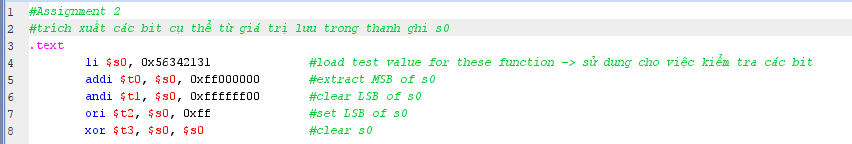 1 #Assignment 2
2 #trích xuất các bit cụ thể từ giá trị lưu trong thanh ghi s0
3 .text
4 li $s0, 0x56342131 #load test value for these function -> sử dụng cho việc kiểm tra các bit
5 addi $t0, $s0, 0xff000000 #extract MSB of s0
6 andi $t1, $s0, 0xffffff00 #clear LSB of s0
7 ori $t2, $s0, 0xff #set LSB of s0
8 xor $t3, $s0, $s0 #clear s0